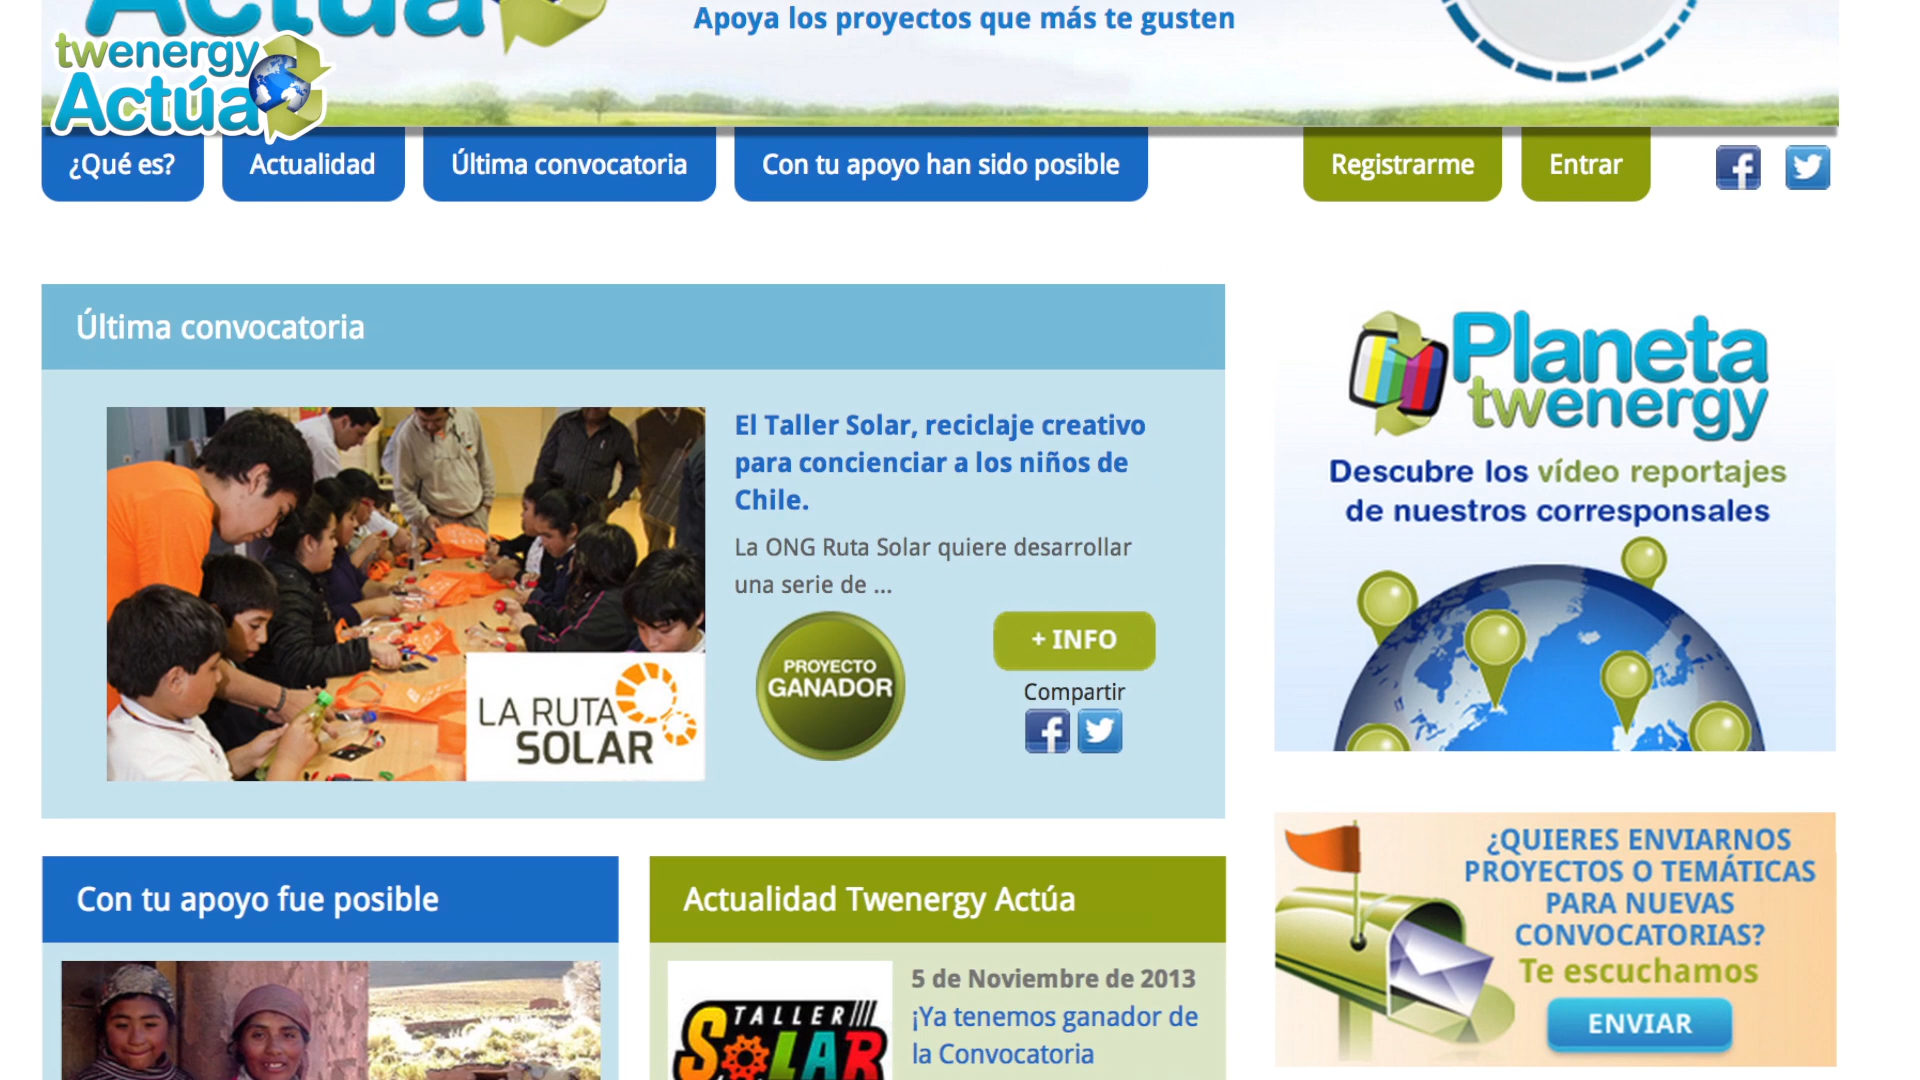 Actúa
Apoya los proyectos que más te gusten
twenergy
Actúa
¿Qué es?
Actualidad
Última convocatoria
Con tu apoyo han sido posible
Registrarme
Entrar
Última convocatoria
El Taller Solar, reciclaje creativo
para concienciar a los niños de
Chile.
La ONG Ruta Solar quiere desarrollar
una serie de ...
PROYECTO
GANADOR
+ INFO
Compartir
LA RUTA
SOLAR
Planeta
twenergy
Descubre los vídeo reportajes
de nuestros corresponsales
¿QUIERES ENVIARNOS
PROYECTOS O TEMÁTICAS
PARA NUEVAS
CONVOCATORIAS?
Te escuchamos
ENVIAR
Con tu apoyo fue posible
Actualidad Twenergy Actúa
TALLER
SOLAR
5 de Noviembre de 2013
¡Ya tenemos ganador de
la Convocatoria